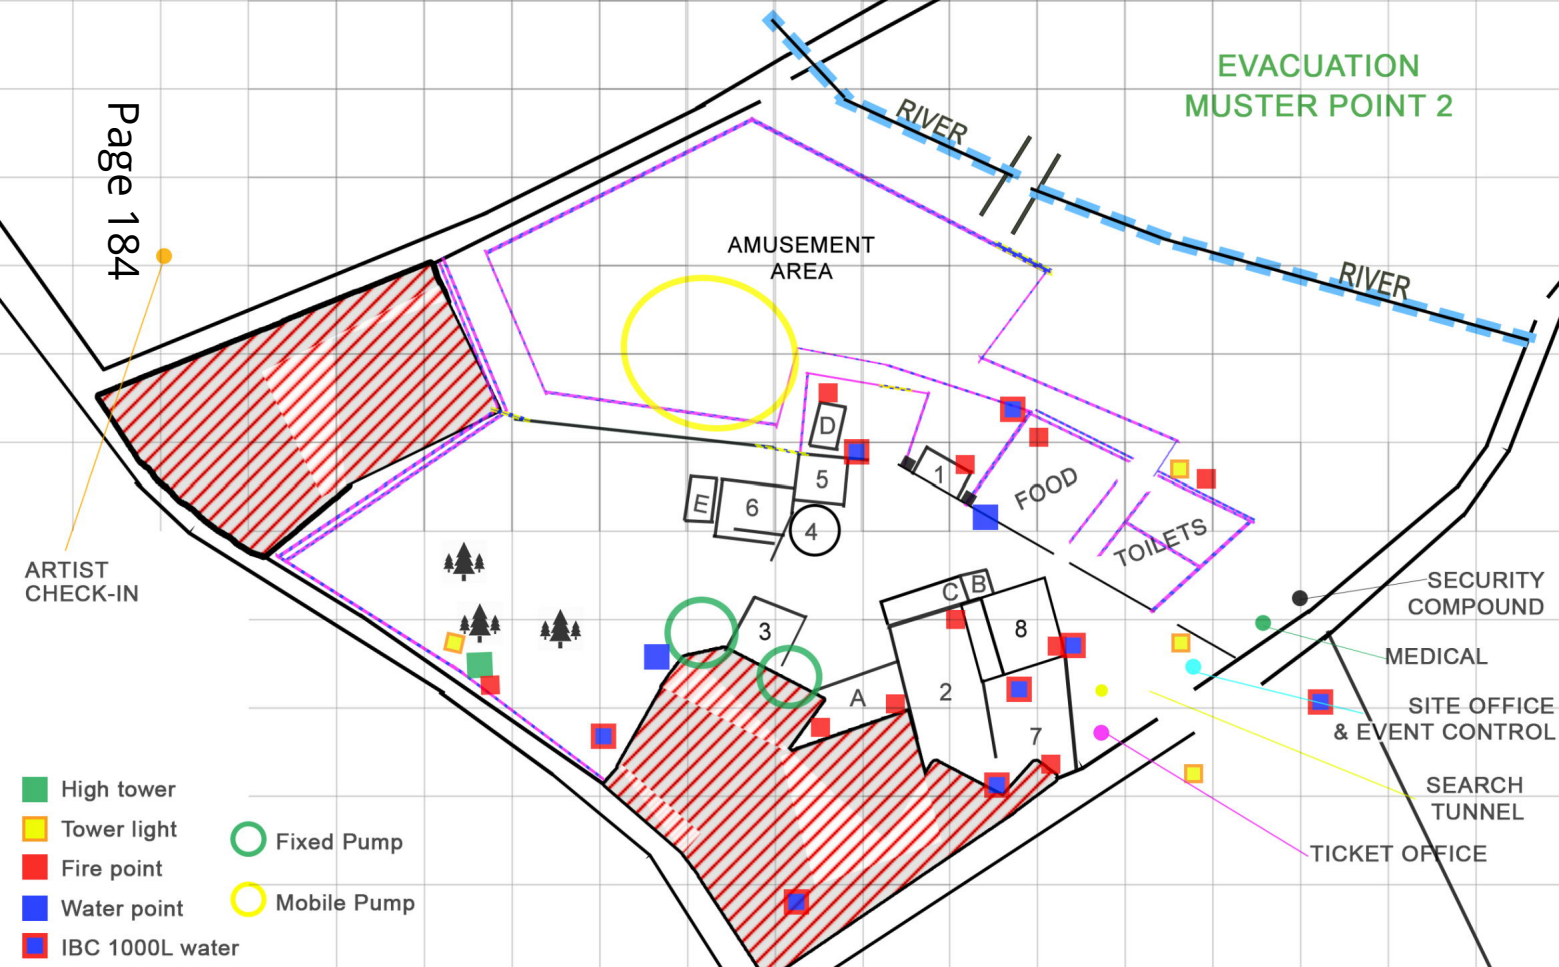 EVACUATION
MUSTER POINT 2
RIVER
RIVER
Page 184
AMUSEMENT
AREA
D
5
E
6
4
1
FOOD
TOILETS
ARTIST
CHECK-IN
3
C
B
8
A
2
7
SECURITY
COMPOUND
MEDICAL
SITE OFFICE
& EVENT CONTROL
SEARCH
TUNNEL
TICKET OFFICE
High tower
Tower light
Fire point
Water point
IBC 1000L water
Fixed Pump
Mobile Pump